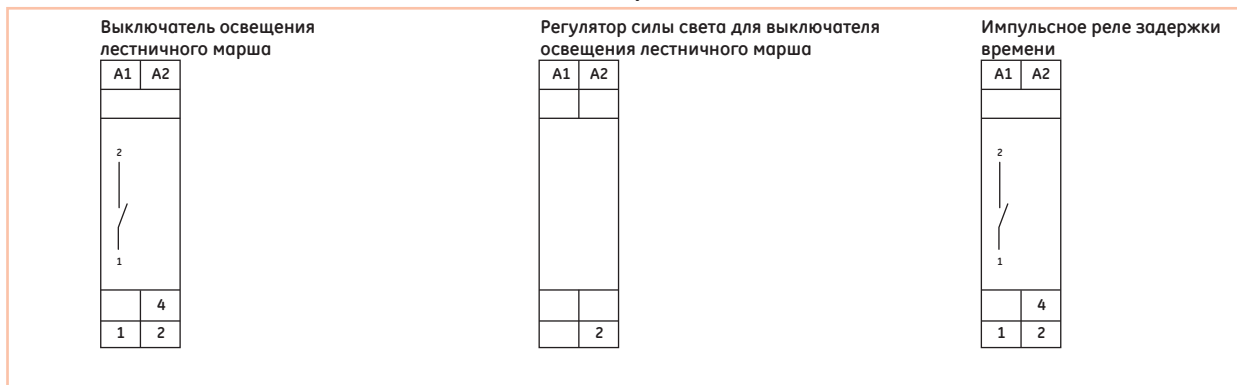 Выключатель освещения
лестничного марша
A1 A2
2
1
4
1 2
Регулятор силы света для выключателя
освещения лестничного марша
A1 A2
2
Импульсное реле задержки
времени
A1 A2
2
1
4
1 2